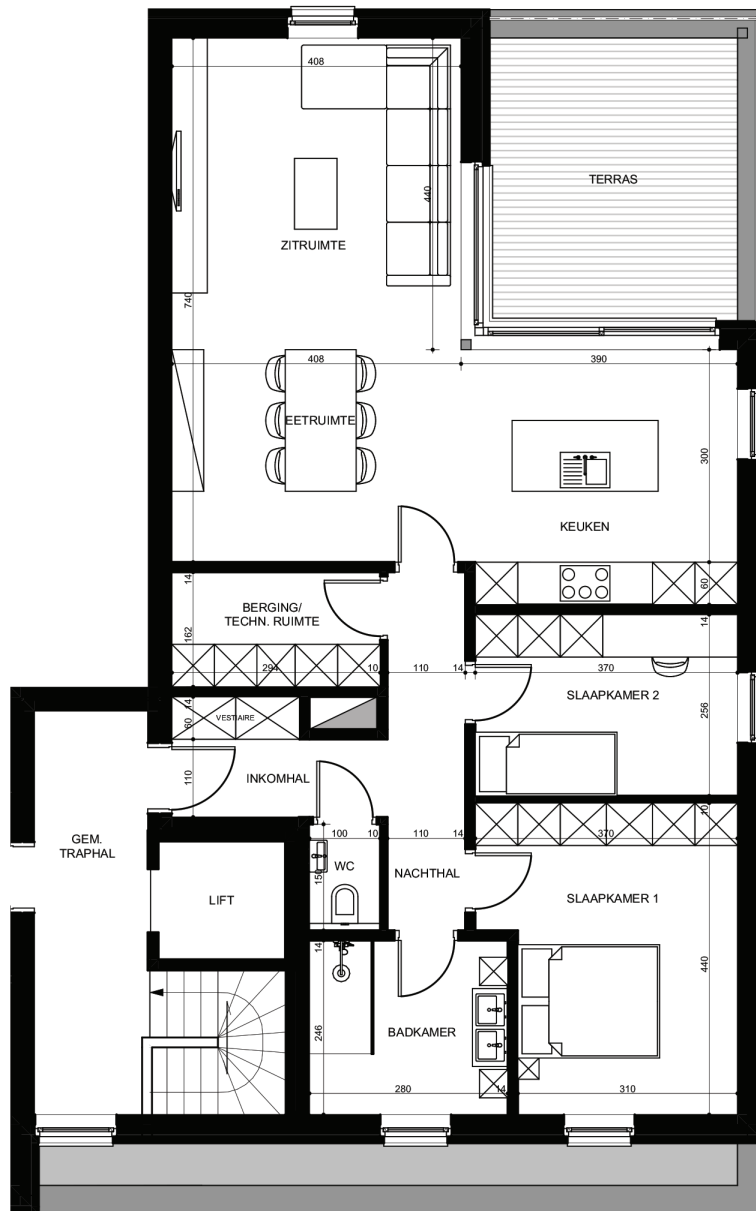 408
TERRAS
440
ZITRUIMTE
740
408
390
EETRUIMTE
300
KEUKEN
14
60
BERGING/
TECHN. RUIMTE
162
14
294
10
110
14
370
SLAAPKAMER 2
256
14
VESTIAIRE
60
INKOMHAL
110
10
100
10
110
14
370
GEM.
TRAPHAL
WC
NACHTHAL
150
LIFT
SLAAPKAMER 1
14
440
BADKAMER
246
280
14
310